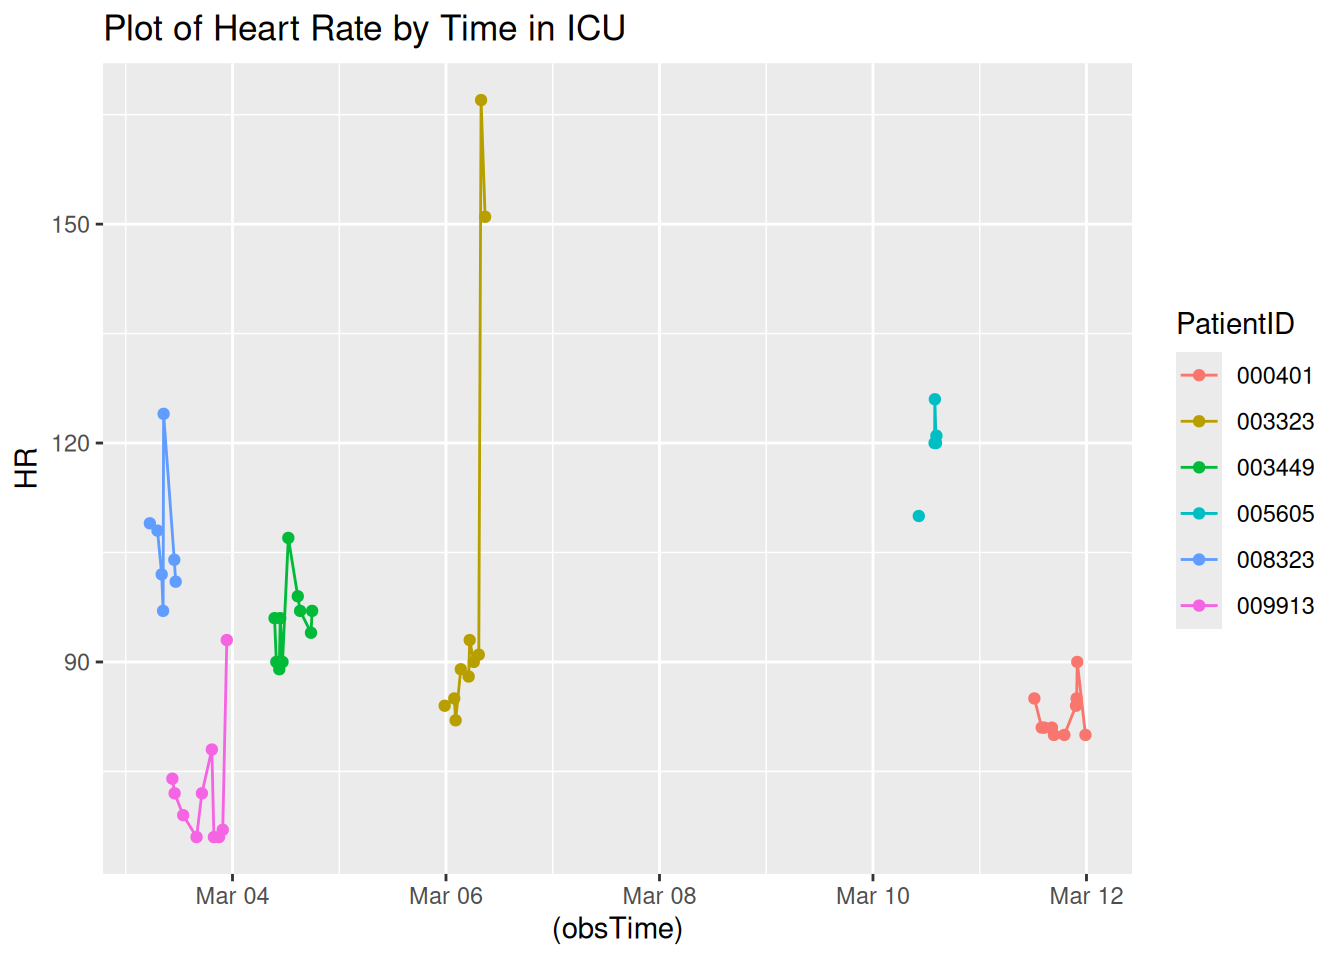 Plot of Heart Rate by Time in ICU
150
120
90
HR
Mar 04
Mar 06
Mar 08
Mar 10
Mar 12
(obsTime)
PatientID
000401
003323
003449
005605
008323
009913